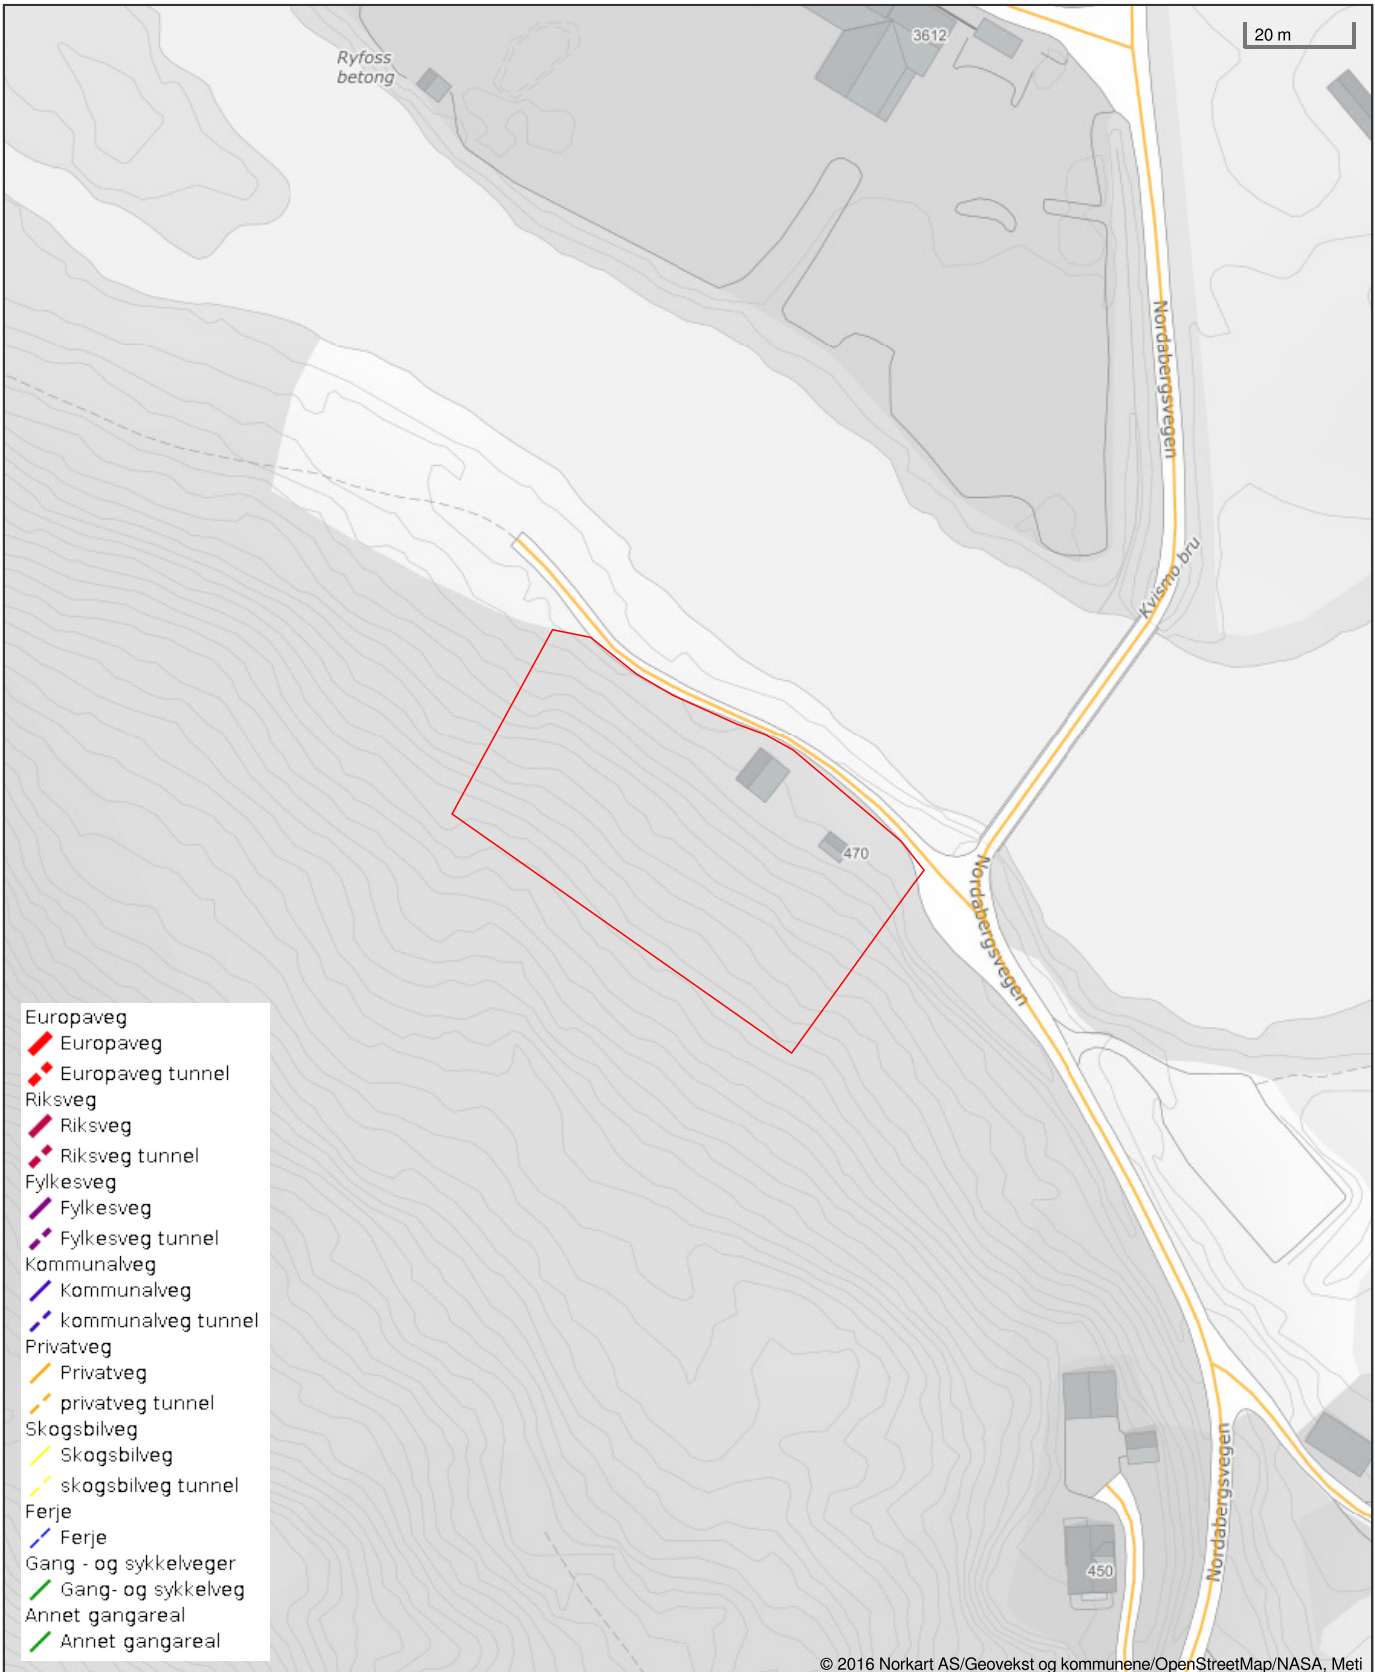 3612
20 m
Ryfoss
betong
Nordabergsvegen
Kvismo bru
470
Nordabergsvegen
Europaveg
Europaveg
Europaveg tunnel
Riksveg
Riksveg
Riksveg tunnel
Fylkesveg
Fylkesveg
Fylkesveg tunnel
Kommunalveg
Kommunalveg
kommunalveg tunnel
Privatveg
Privatveg
privatveg tunnel
Skogsbilveg
Skogsbilveg
skogsbilveg tunnel
Ferje
Ferje
Gang - og sykkelveger
Gang- og sykkelveg
Annet gangareal
Annet gangareal
Nordabergsvegen
450
© 2016 Norkart AS/Geovekst og kommunene/OpenStreetMap/NASA, Meti